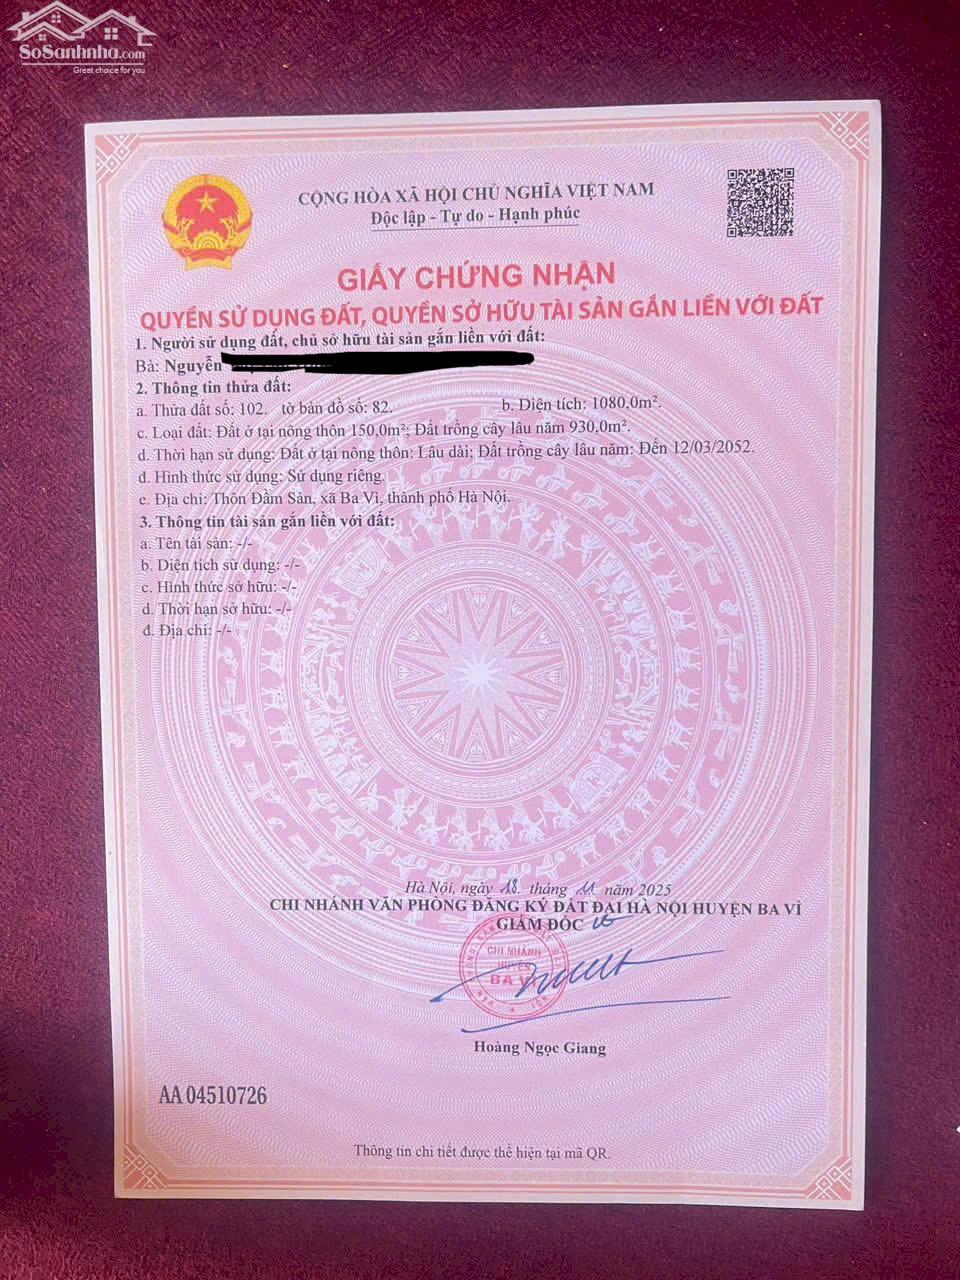 SoSanhnha.com
Great choice for you
CỘNG HÒA XÃ HỘI CHỦ NGHĨA VIỆT NAM
Độc lập - Tự do - Hạnh phúc
GIẤY CHỨNG NHẬN
QUYỀN SỬ DỤNG ĐẤT, QUYỀN SỞ HỮU TÀI SẢN GẮN LIỀN VỚI ĐẤT
1. Người sử dụng đất, chủ sở hữu tài sản gắn liền với đất:
Bà: Nguyễn
2. Thông tin thửa đất:
a. Thửa đất số: 102. tờ bản đồ số: 82. b. Diện tích: 1080,0m².
c. Loại đất: Đất ở tại nông thôn 150,0m²; Đất trồng cây lâu năm 930,0m².
d. Thời hạn sử dụng: Đất ở tại nông thôn: Lâu dài; Đất trồng cây lâu năm: Đến 12/03/2052.
đ. Hình thức sử dụng: Sử dụng riêng.
e. Địa chỉ: Thôn Đầm Sản, xã Ba Vì, thành phố Hà Nội.
3. Thông tin tài sản gắn liền với đất:
a. Tên tài sản: -/-
b. Diện tích sử dụng: -/-
c. Hình thức sở hữu: -/-
d. Thời hạn sở hữu: -/-
đ. Địa chỉ: -/-
Hà Nội, ngày 18. tháng 11 năm 2025
CHI NHÁNH VĂN PHÒNG ĐĂNG KÝ ĐẤT ĐAI HÀ NỘI HUYỆN BA VÌ
GIÁM ĐỐC
CHI NHÁNH
HUYỆN
BA VÌ
Hoàng Ngọc Giang
AA 04510726
Thông tin chi tiết được thể hiện tại mã QR.